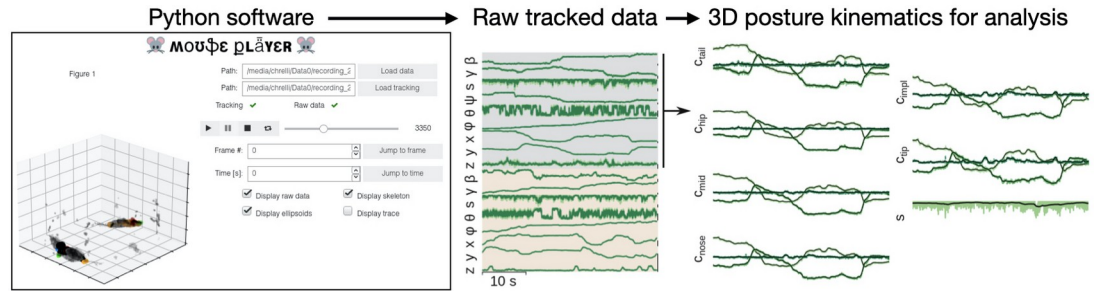 Python software
Raw tracked data
3D posture kinematics for analysis
🐭 ʍouʂe pլäyeʀ 🐭
Figure 1
Path: /media/chrelli/Data0/recording_2 Load data
Path: /media/chrelli/Data0/recording_2 Load tracking
Tracking ✔ Raw data ✔
3350
Frame #: 0 Jump to frame
Time [s]: 0 Jump to time
Display raw data Display skeleton
Display ellipsoids Display trace
z y x φ θ s y β z y x φ θ ψ s y β
10 s
c_tail
c_hip
c_mid
c_nose
c_impl
c_tip
s